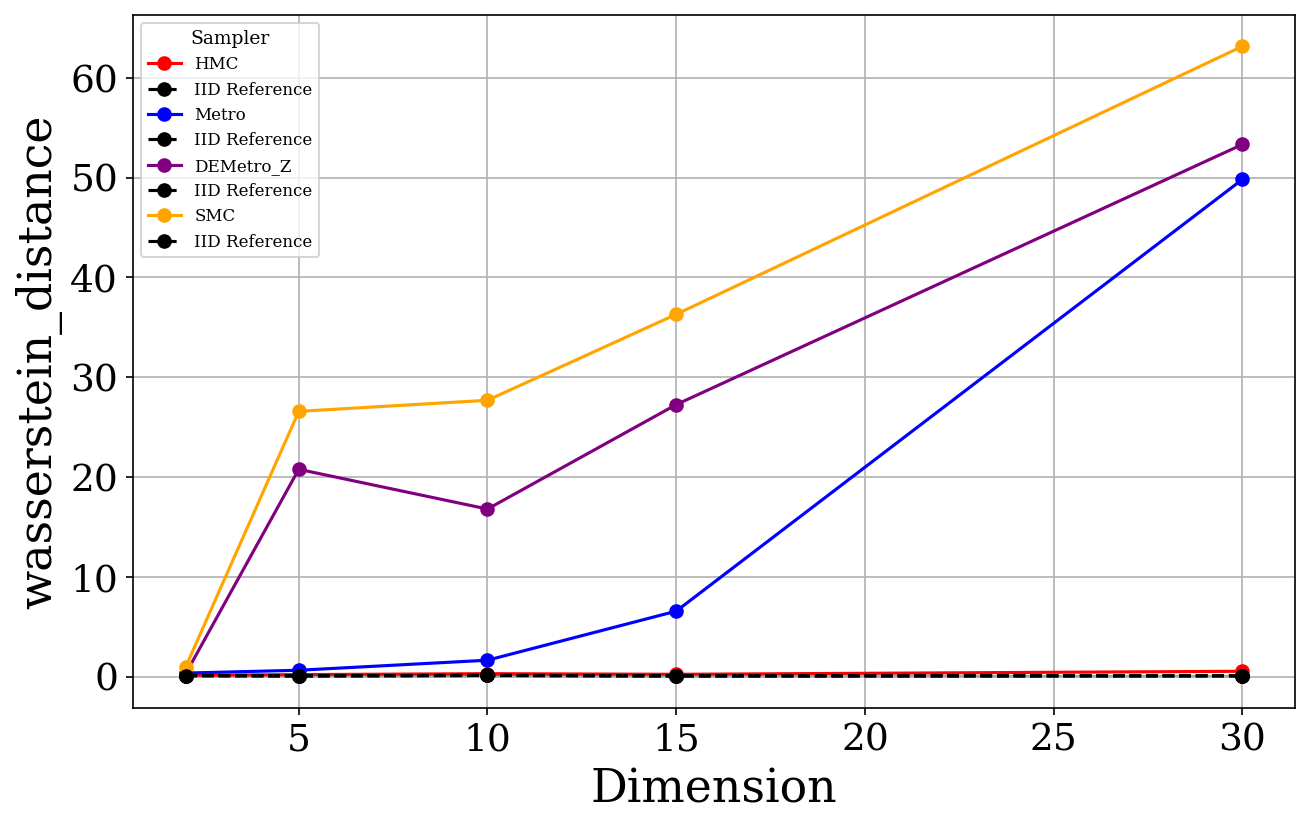 Sampler
HMC
IID Reference
Metro
IID Reference
DEMetro_Z
IID Reference
SMC
IID Reference
wasserstein_distance
60
50
40
30
20
10
0
5 10 15 20 25 30
Dimension